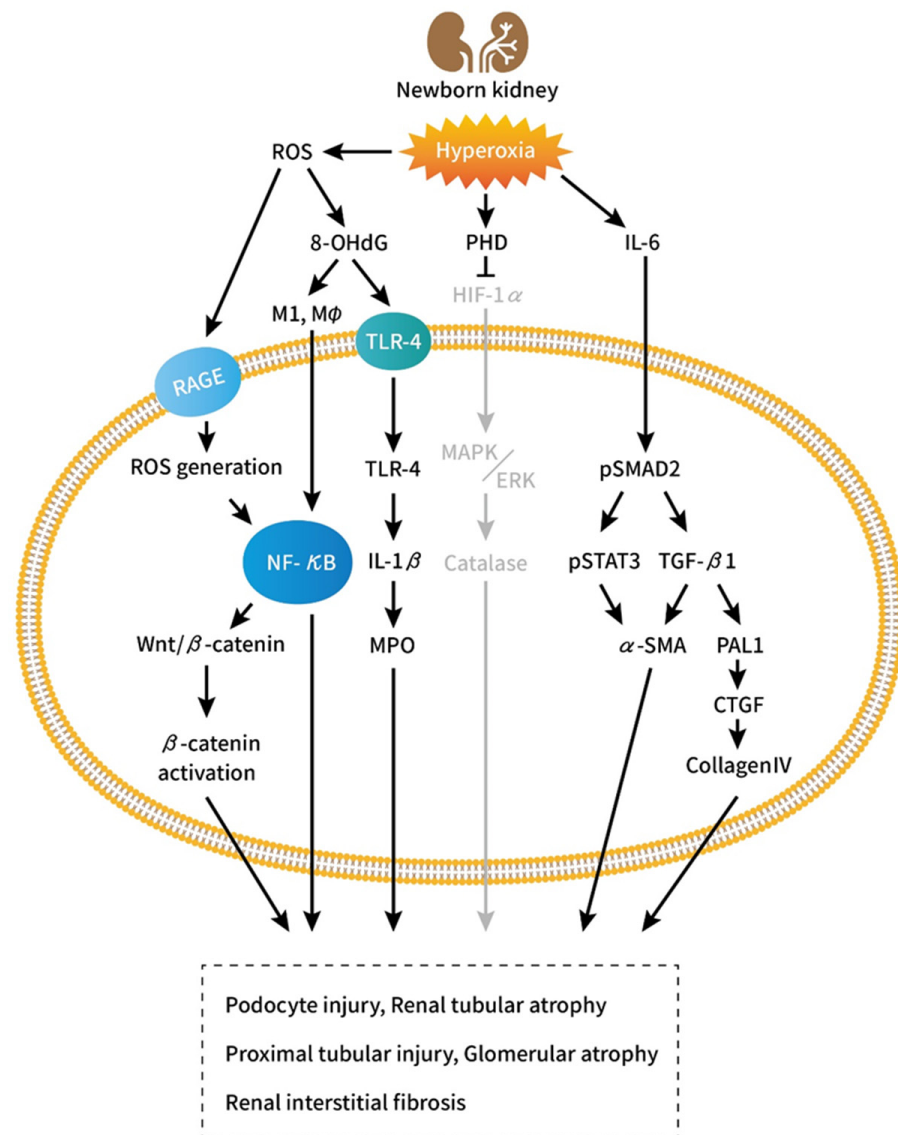 Newborn kidney
ROS
Hyperoxia
8-OHdG
PHD
IL-6
HIF-1α
M1, Mϕ
TLR-4
RAGE
MAPK
ERK
ROS generation
TLR-4
pSMAD2
NF-κB
IL-1β
Catalase
pSTAT3
TGF-β1
Wnt/β-catenin
MPO
α-SMA
PAL1
CTGF
β-catenin
activation
CollagenIV
Podocyte injury, Renal tubular atrophy
Proximal tubular injury, Glomerular atrophy
Renal interstitial fibrosis